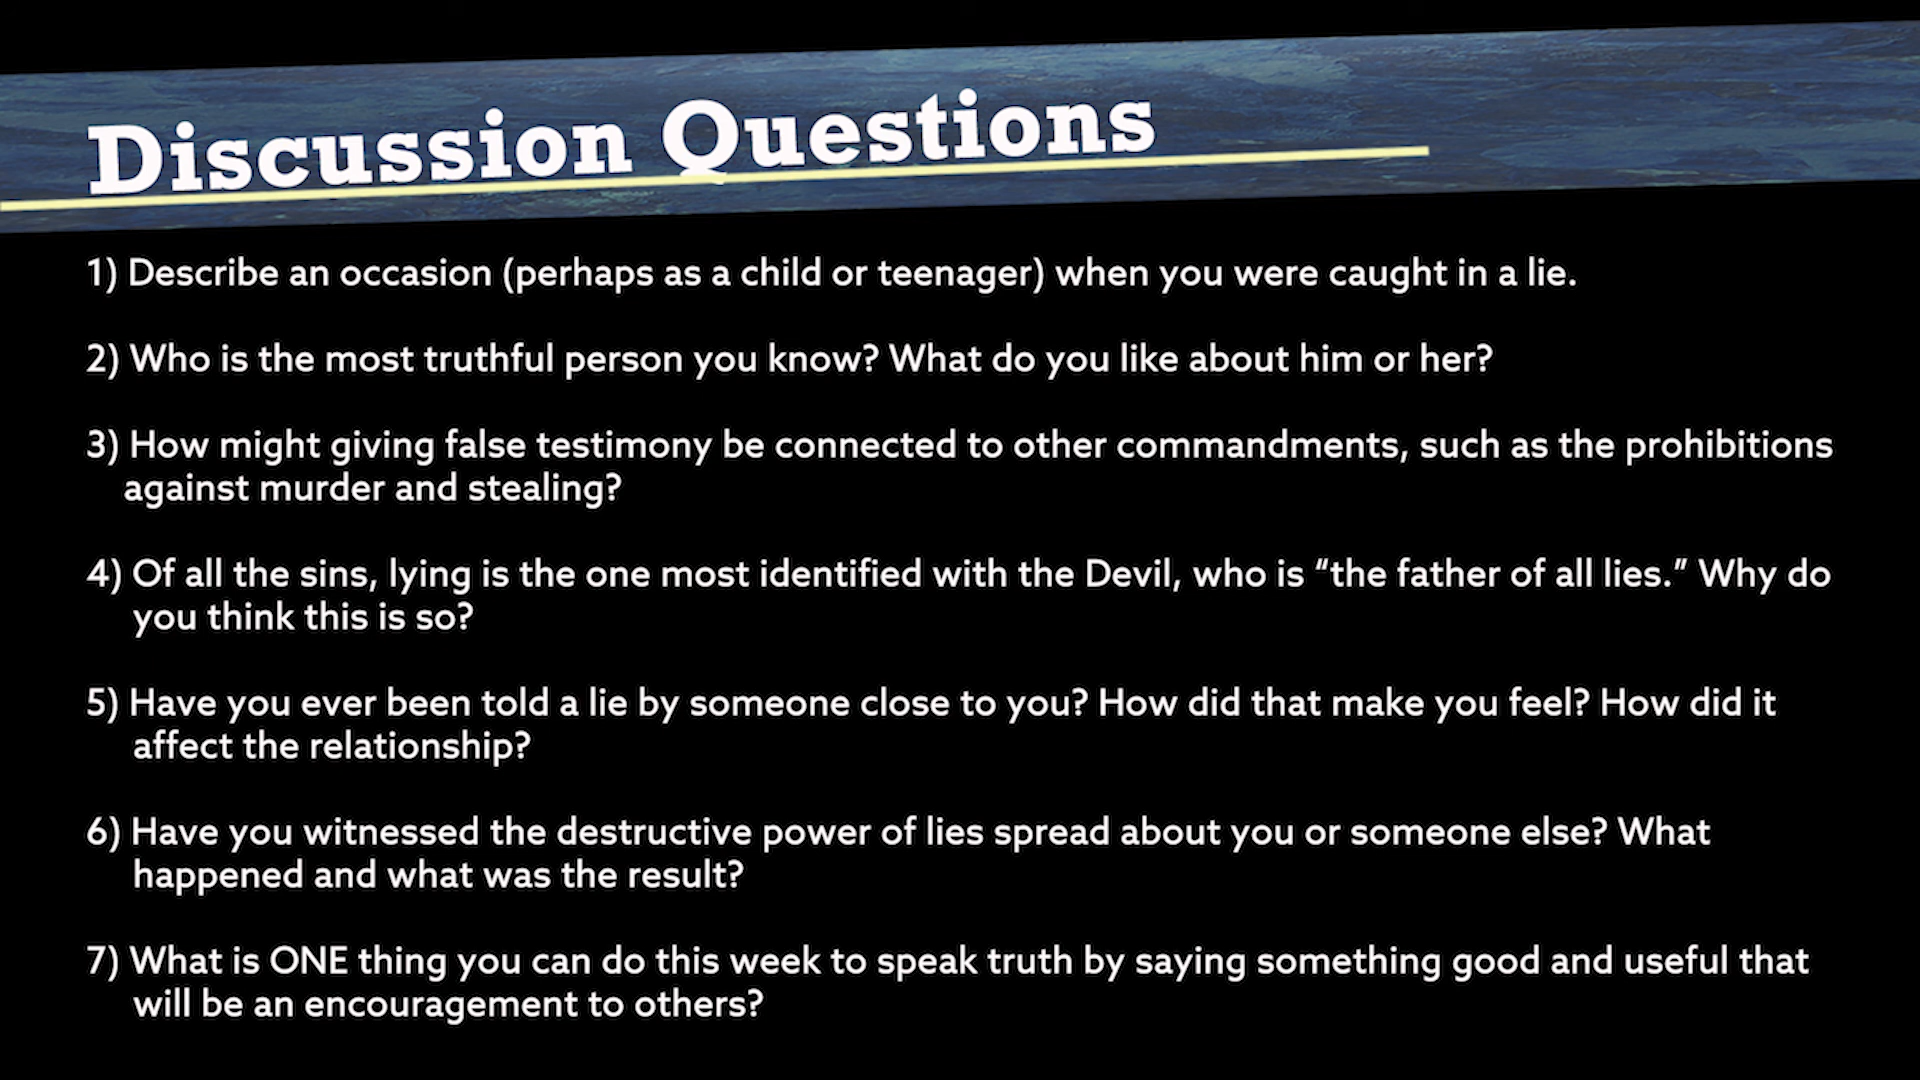 Discussion Questions
1) Describe an occasion (perhaps as a child or teenager) when you were caught in a lie.
2) Who is the most truthful person you know? What do you like about him or her?
3) How might giving false testimony be connected to other commandments, such as the prohibitions
against murder and stealing?
4) Of all the sins, lying is the one most identified with the Devil, who is “the father of all lies.” Why do
you think this is so?
5) Have you ever been told a lie by someone close to you? How did that make you feel? How did it
affect the relationship?
6) Have you witnessed the destructive power of lies spread about you or someone else? What
happened and what was the result?
7) What is ONE thing you can do this week to speak truth by saying something good and useful that
will be an encouragement to others?